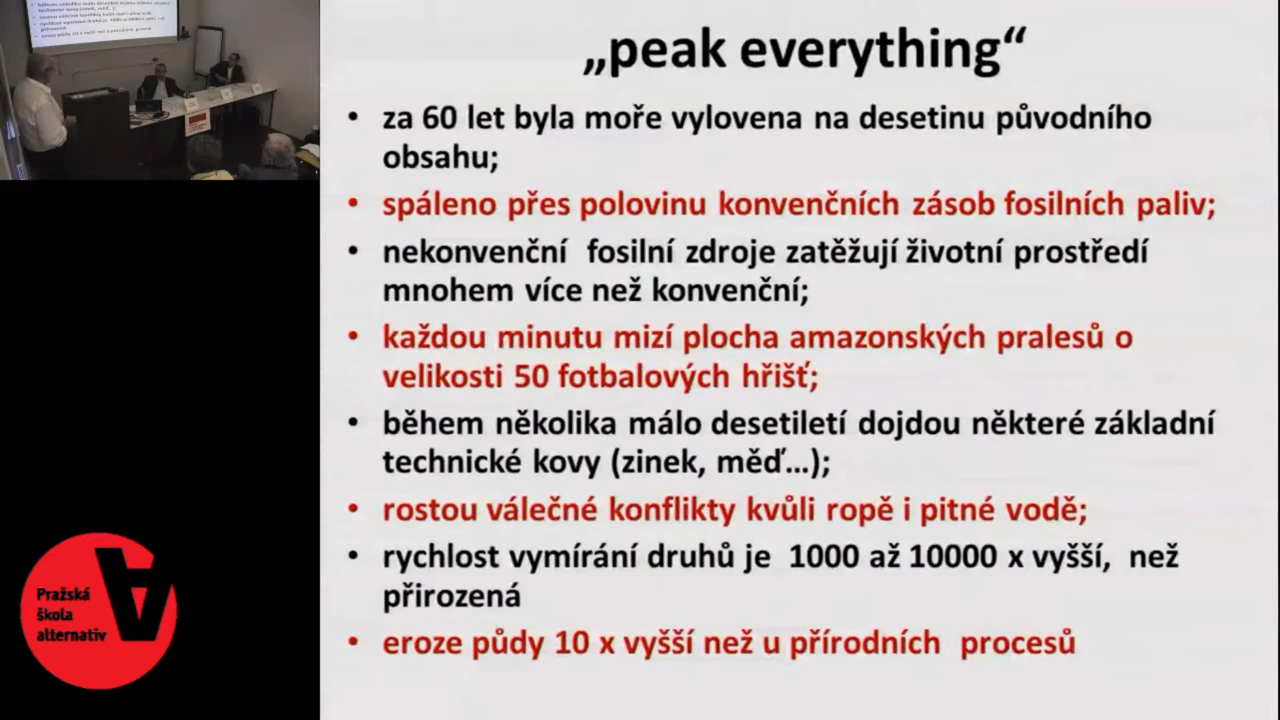 „peak everything“
• za 60 let byla moře vylovena na desetinu původního
obsahu;
• spáleno přes polovinu konvenčních zásob fosilních paliv;
• nekonvenční fosilní zdroje zatěžují životní prostředí
mnohem více než konvenční;
• každou minutu mizí plocha amazonských pralesů o
velikosti 50 fotbalových hřišť;
• během několika málo desetiletí dojdou některé základní
technické kovy (zinek, měď…);
• rostou válečné konflikty kvůli ropě i pitné vodě;
• rychlost vymírání druhů je 1000 až 10000 x vyšší, než
přirozená
• eroze půdy 10 x vyšší než u přírodních procesů
Pražská
škola
alternativ